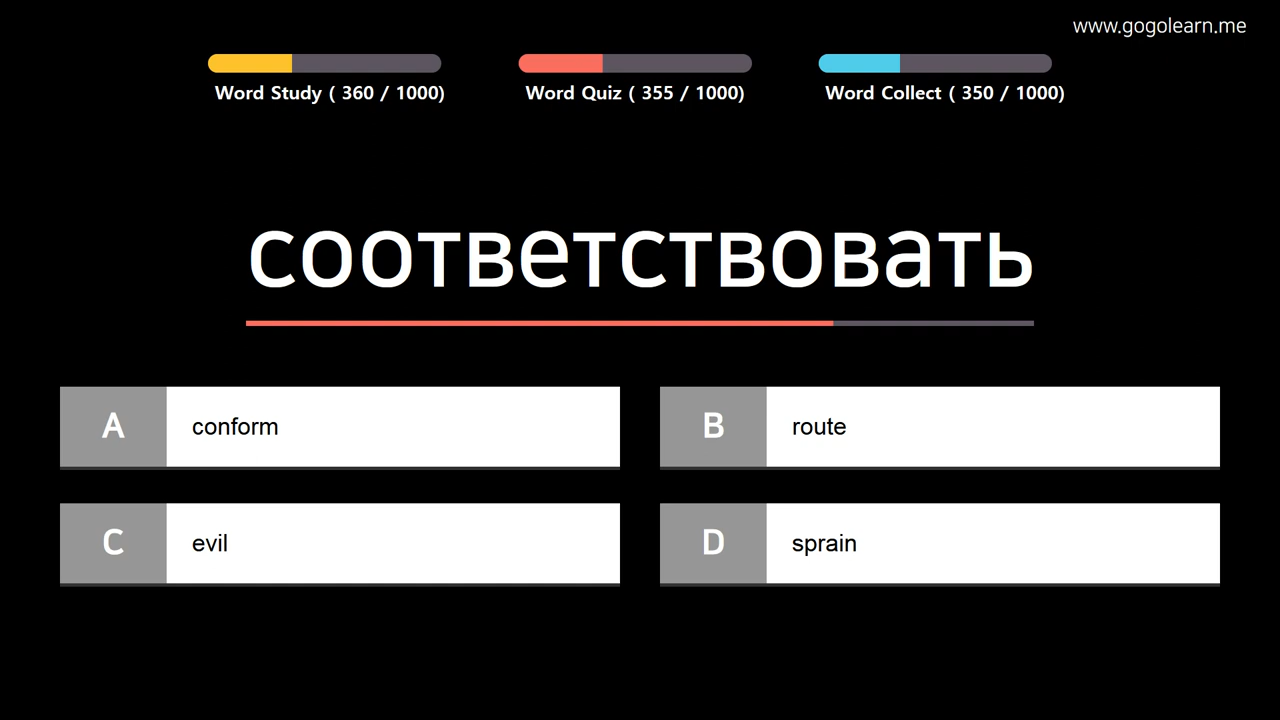 www.gogolearn.me
Word Study ( 360 / 1000)
Word Quiz ( 355 / 1000)
Word Collect ( 350 / 1000)
соответствовать
A conform
B route
C evil
D sprain